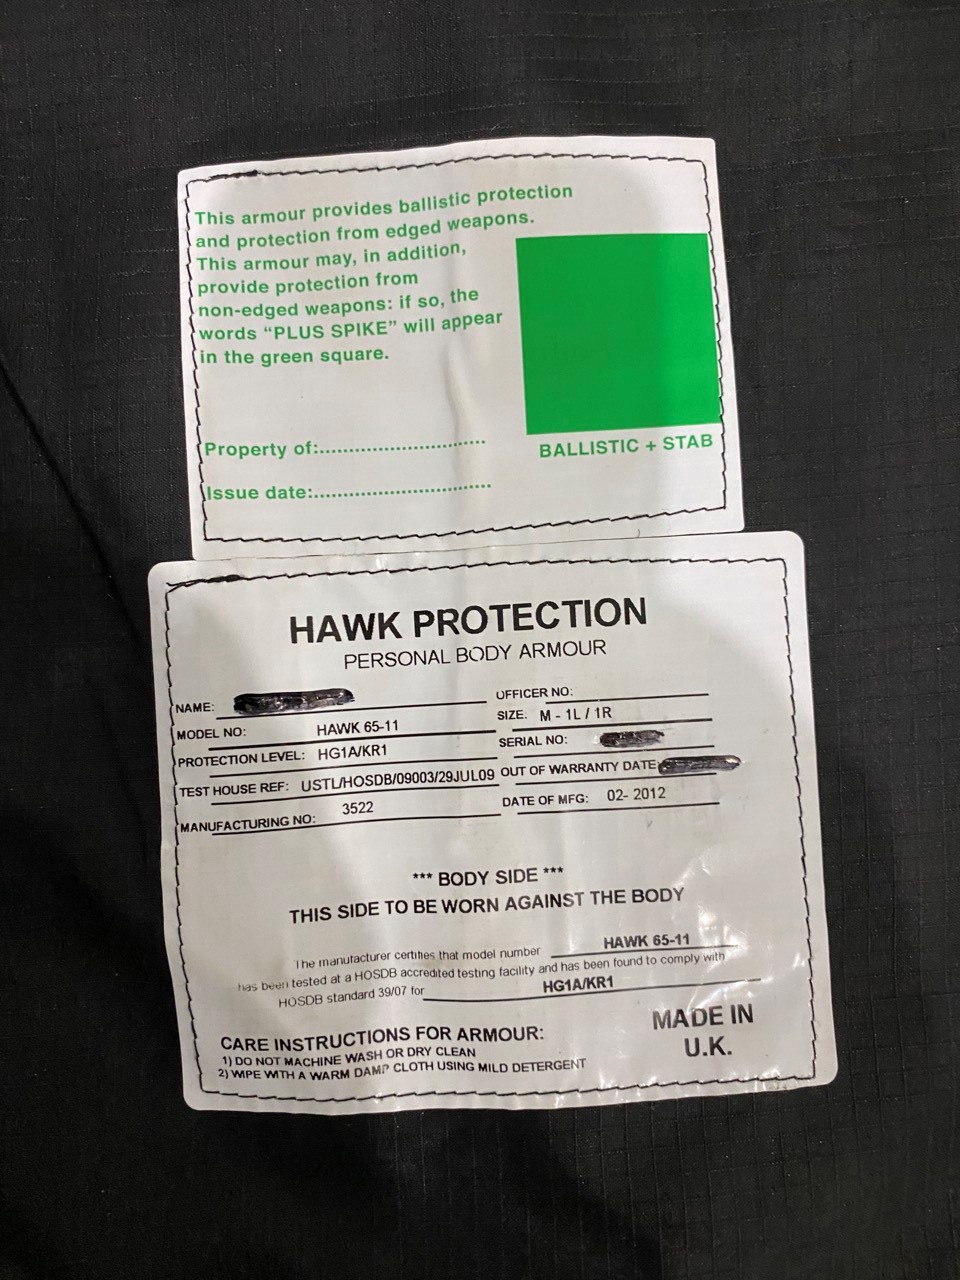 This armour provides ballistic protection
and protection from edged weapons.
This armour may, in addition,
provide protection from
non-edged weapons: if so, the
words “PLUS SPIKE” will appear
in the green square.
Property of:..............................
Issue date:................................
BALLISTIC + STAB
HAWK PROTECTION
PERSONAL BODY ARMOUR
NAME:
OFFICER NO:
MODEL NO: HAWK 65-11
SIZE: M - 1L / 1R
PROTECTION LEVEL: HG1A/KR1
SERIAL NO:
TEST HOUSE REF: USTL/HOSDB/09003/29JUL09
OUT OF WARRANTY DATE
MANUFACTURING NO: 3522
DATE OF MFG: 02- 2012
*** BODY SIDE ***
THIS SIDE TO BE WORN AGAINST THE BODY
The manufacturer certifies that model number HAWK 65-11
has been tested at a HOSDB accredited testing facility and has been found to comply with
HOSDB standard 39/07 for HG1A/KR1
CARE INSTRUCTIONS FOR ARMOUR:
1) DO NOT MACHINE WASH OR DRY CLEAN
2) WIPE WITH A WARM DAMP CLOTH USING MILD DETERGENT
MADE IN
U.K.